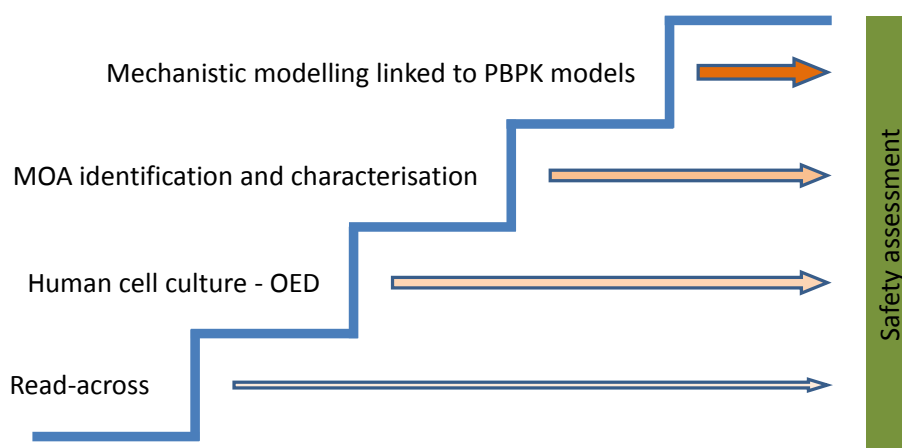 Mechanistic modelling linked to PBPK models
MOA identification and characterisation
Human cell culture - OED
Read-across
Safety assessment